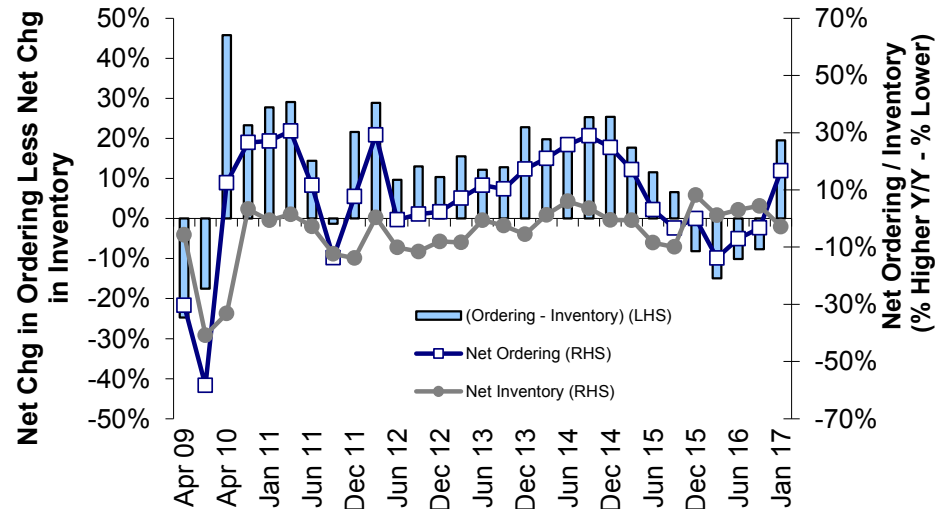 Net Chg in Ordering Less Net Chg
in Inventory
50%
40%
30%
20%
10%
0%
-10%
-20%
-30%
-40%
-50%
70%
50%
30%
10%
-10%
-30%
-50%
-70%
Net Ordering / Inventory
(% Higher Y/Y - % Lower)
(Ordering - Inventory) (LHS)
Net Ordering (RHS)
Net Inventory (RHS)
Apr 09
Apr 10
Jan 11
Jun 11
Dec 11
Jun 12
Dec 12
Jun 13
Dec 13
Jun 14
Dec 14
Jun 15
Dec 15
Jun 16
Jan 17